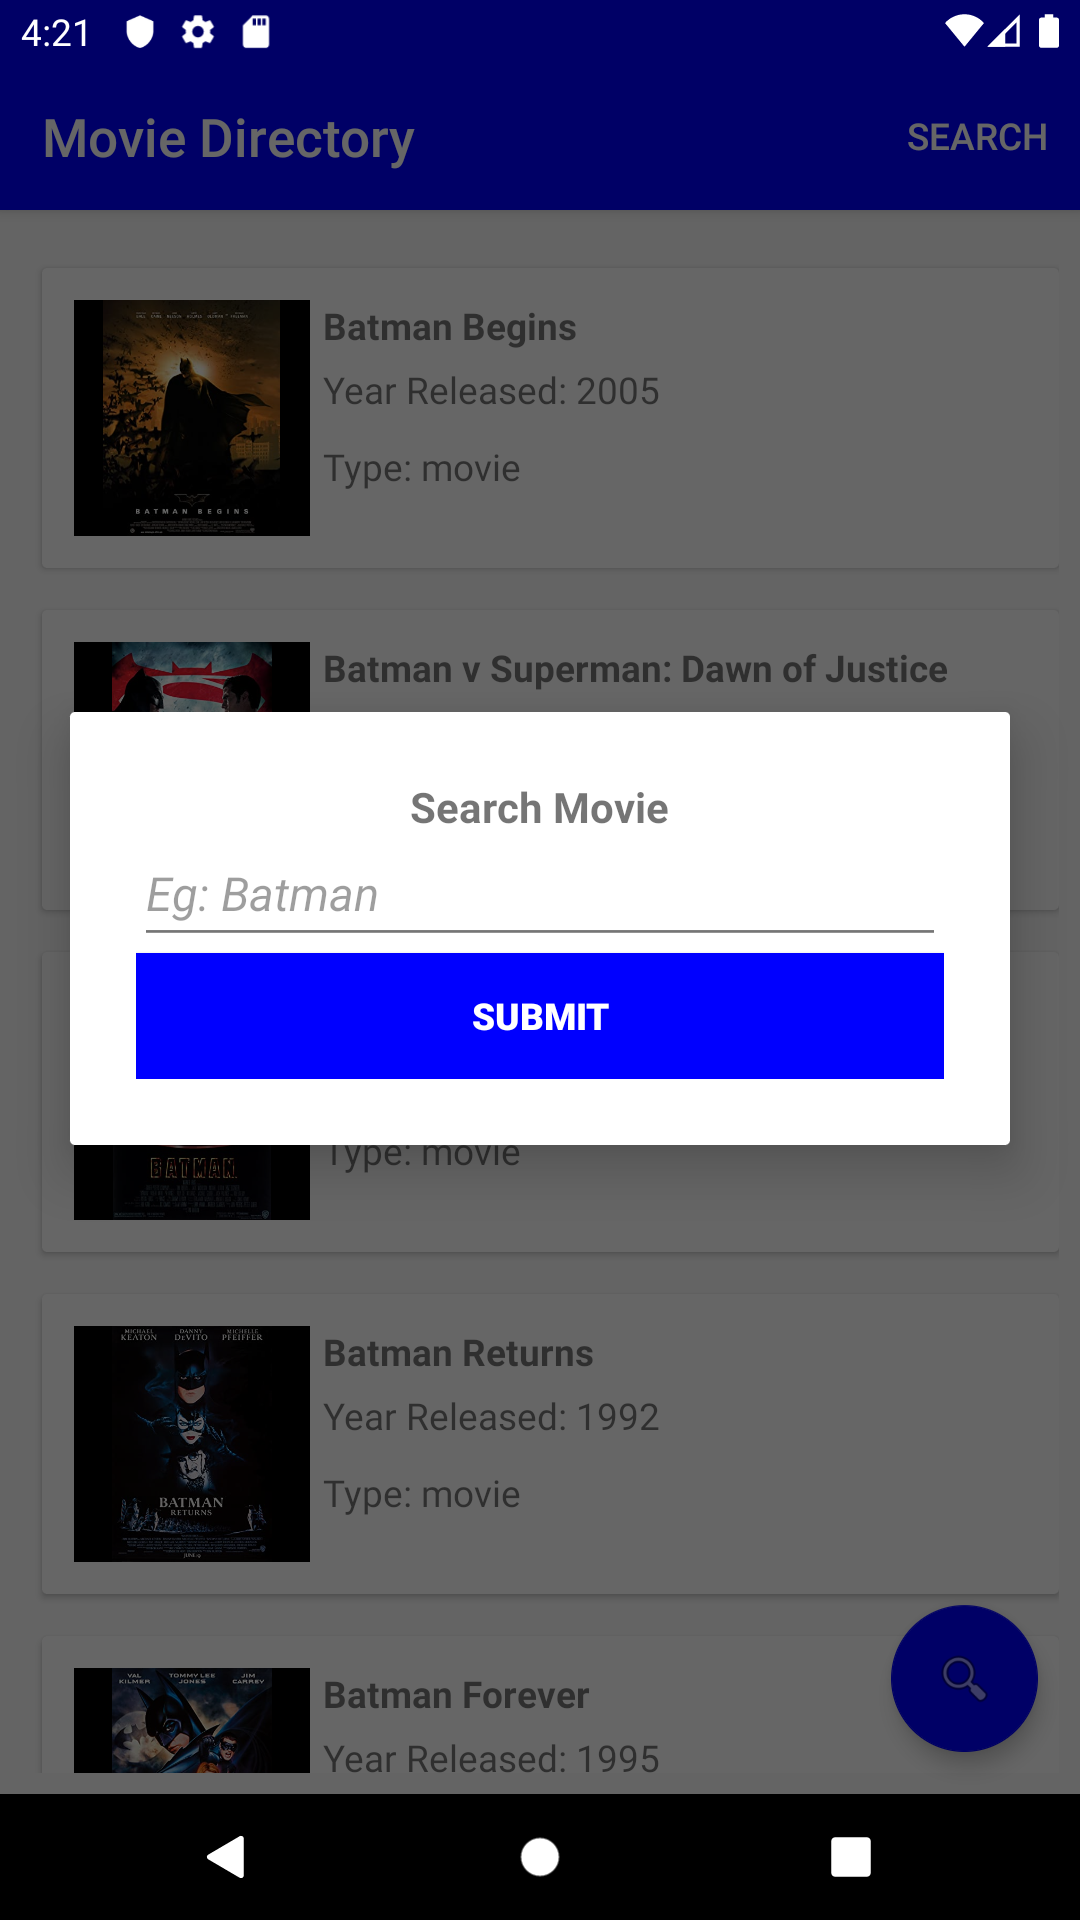 4:21
Movie Directory
SEARCH
BATMAN BEGINS
Batman Begins
Year Released: 2005
Type: movie
Batman v Superman: Dawn of Justice
Search Movie
Eg: Batman
SUBMIT
BATMAN
Type: movie
MICHAEL KEATON DANNY DEVITO MICHELLE PFEIFFER
BATMAN
RETURNS
JUNE 19
Batman Returns
Year Released: 1992
Type: movie
VAL KILMER TOMMY LEE JONES JIM CARREY
Batman Forever
Year Released: 1995